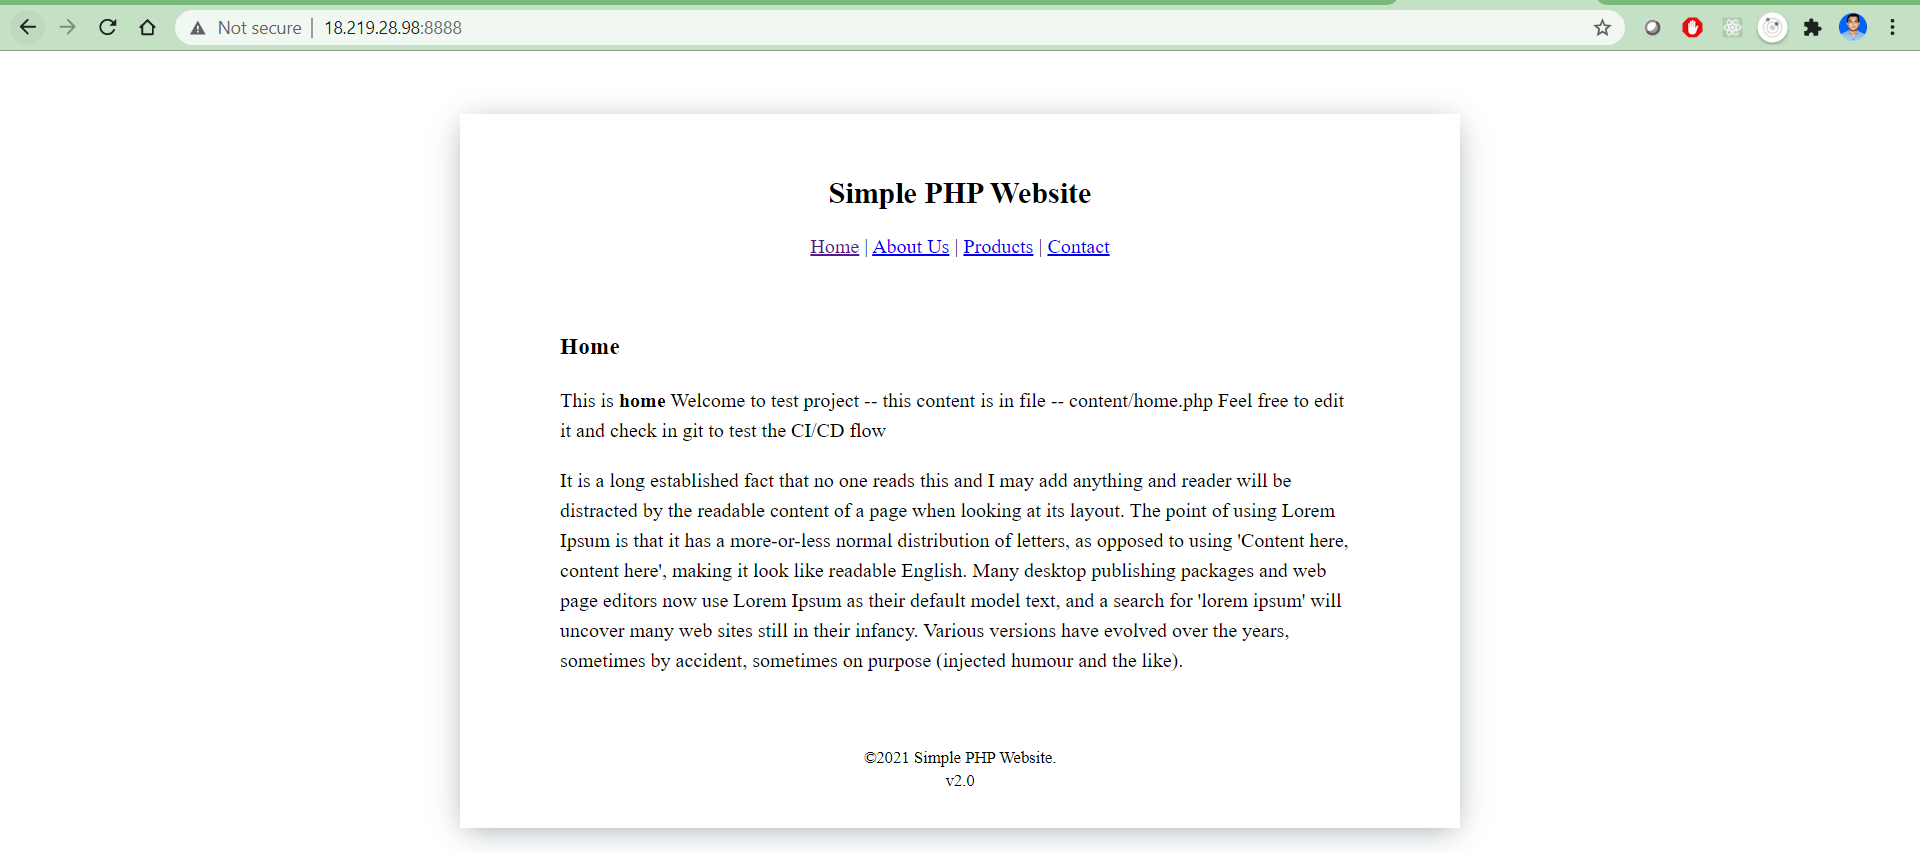 Not secure | 18.219.28.98:8888
Simple PHP Website
Home | About Us | Products | Contact
Home
This is home Welcome to test project -- this content is in file -- content/home.php Feel free to edit
it and check in git to test the CI/CD flow
It is a long established fact that no one reads this and I may add anything and reader will be
distracted by the readable content of a page when looking at its layout. The point of using Lorem
Ipsum is that it has a more-or-less normal distribution of letters, as opposed to using 'Content here,
content here', making it look like readable English. Many desktop publishing packages and web
page editors now use Lorem Ipsum as their default model text, and a search for 'lorem ipsum' will
uncover many web sites still in their infancy. Various versions have evolved over the years,
sometimes by accident, sometimes on purpose (injected humour and the like).
©2021 Simple PHP Website.
v2.0